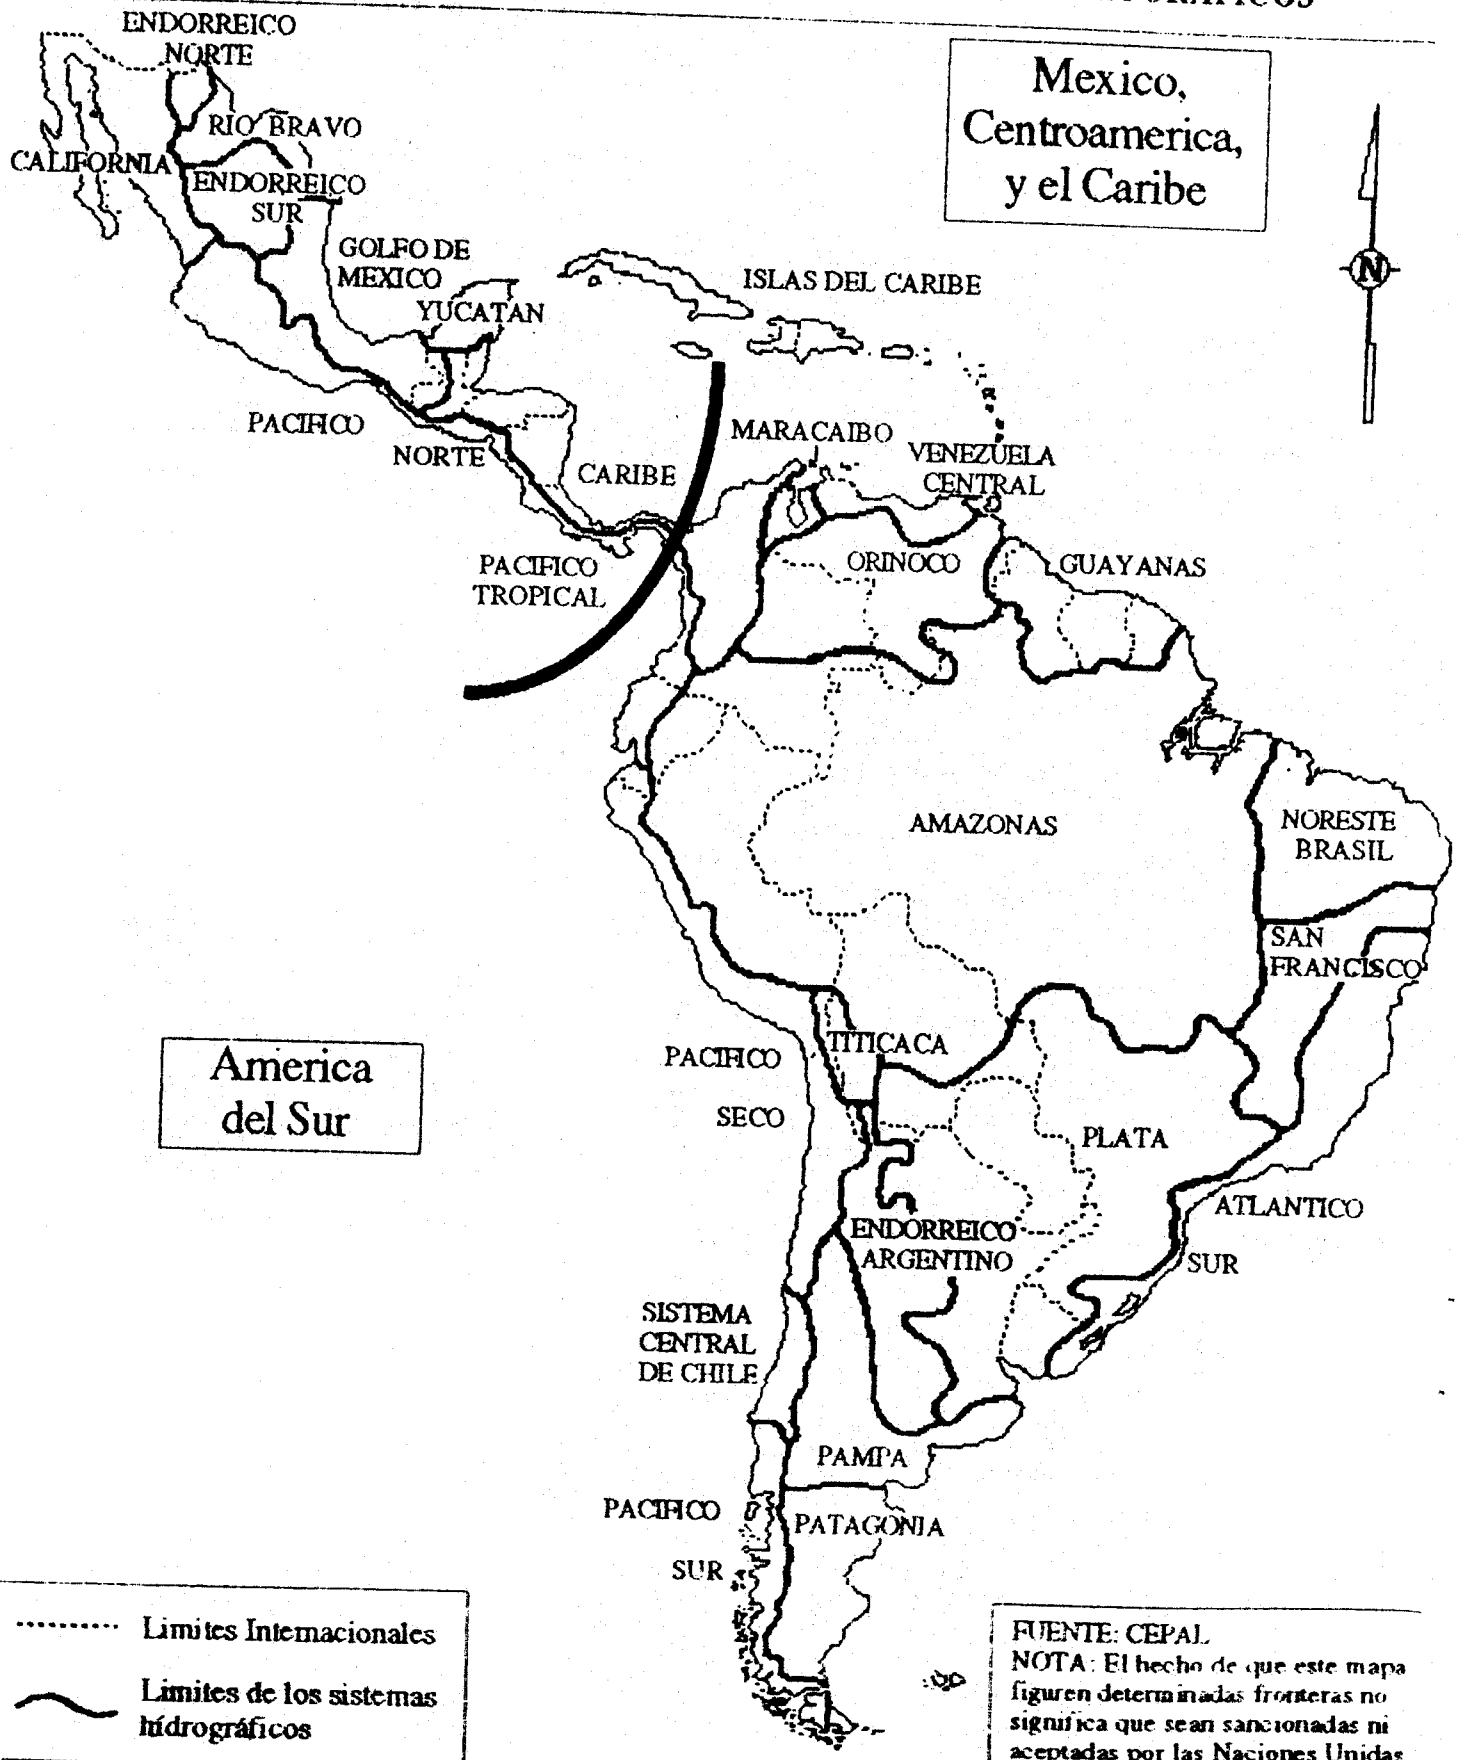 ENDORREICO
NORTE
Mexico,
Centroamerica,
y el Caribe
RIO BRAVO
CALIFORNIA
ENDORREICO
SUR
GOLFO DE
MEXICO
YUCATAN
ISLAS DEL CARIBE
N
PACIFICO
NORTE
CARIBE
MARACAIBO
VENEZUELA
CENTRAL
PACIFICO
TROPICAL
ORINOCO
GUAYANAS
AMAZONAS
NORESTE
BRASIL
SAN
FRANCISCO
America
del Sur
PACIFICO
SECO
TITICACA
PLATA
ATLANTICO
SUR
ENDORREICO
ARGENTINO
SISTEMA
CENTRAL
DE CHILE
PAMPA
PACIFICO
SUR
PATAGONIA
Limites Internacionales
Limites de los sistemas
hidrográficos
FUENTE: CEPAL
NOTA: El hecho de que este mapa
figuren determinadas fronteras no
significa que sean sancionadas ni
aceptadas por las Naciones Unidas